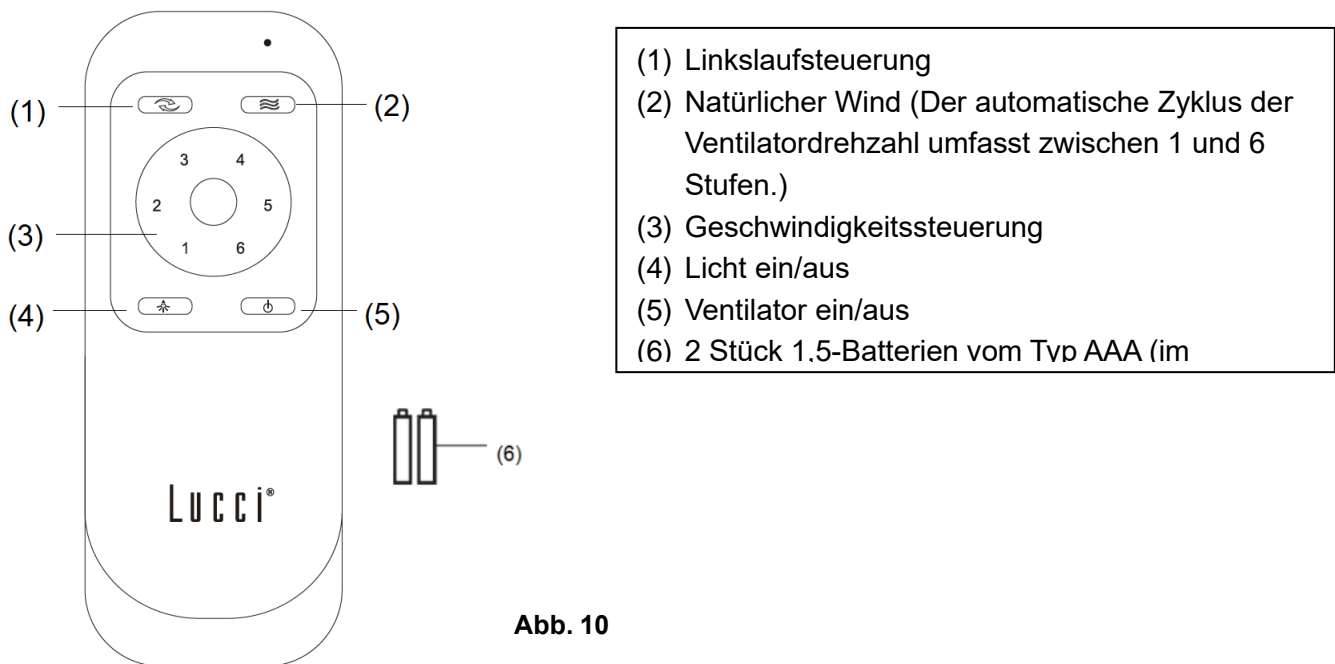 (1) (2)
3 4
2 5
(3) 1 6
(4) (5)
Lucci®
(6)
Abb. 10
(1) Linkslaufsteuerung
(2) Natürlicher Wind (Der automatische Zyklus der
Ventilatordrehzahl umfasst zwischen 1 und 6
Stufen.)
(3) Geschwindigkeitssteuerung
(4) Licht ein/aus
(5) Ventilator ein/aus
(6) 2 Stück 1,5-Batterien vom Typ AAA (im